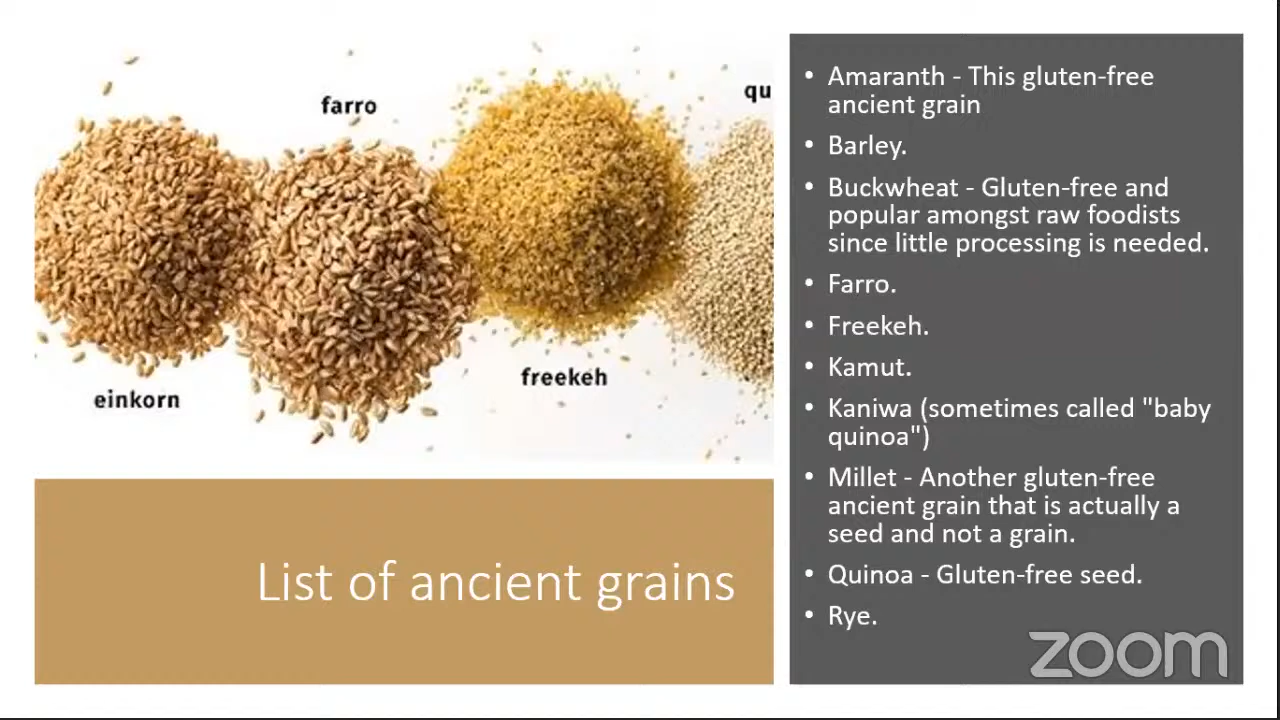 einkorn
farro
freekeh
qu
List of ancient grains
• Amaranth - This gluten-free
ancient grain
• Barley.
• Buckwheat - Gluten-free and
popular amongst raw foodists
since little processing is needed.
• Farro.
• Freekeh.
• Kamut.
• Kaniwa (sometimes called "baby
quinoa")
• Millet - Another gluten-free
ancient grain that is actually a
seed and not a grain.
• Quinoa - Gluten-free seed.
• Rye.
zoom